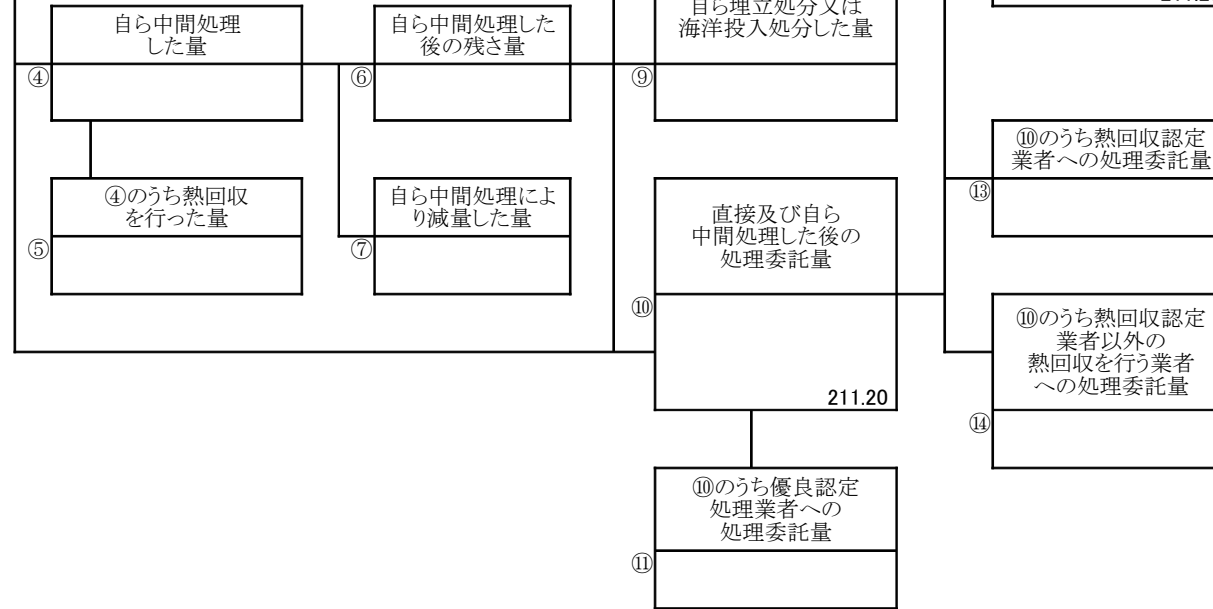 自ら中間処理
した量
④
自ら中間処理した
後の残さ量
⑥
自ら埋立処分又は
海洋投入処分した量
⑨
⑩のうち熱回収認定
業者への処理委託量
⑬
④のうち熱回収
を行った量
⑤
自ら中間処理によ
り減量した量
⑦
直接及び自ら
中間処理した後の
処理委託量
⑩
211.20
⑩のうち熱回収認定
業者以外の
熱回収を行う業者
への処理委託量
⑭
⑩のうち優良認定
処理業者への
処理委託量
⑪